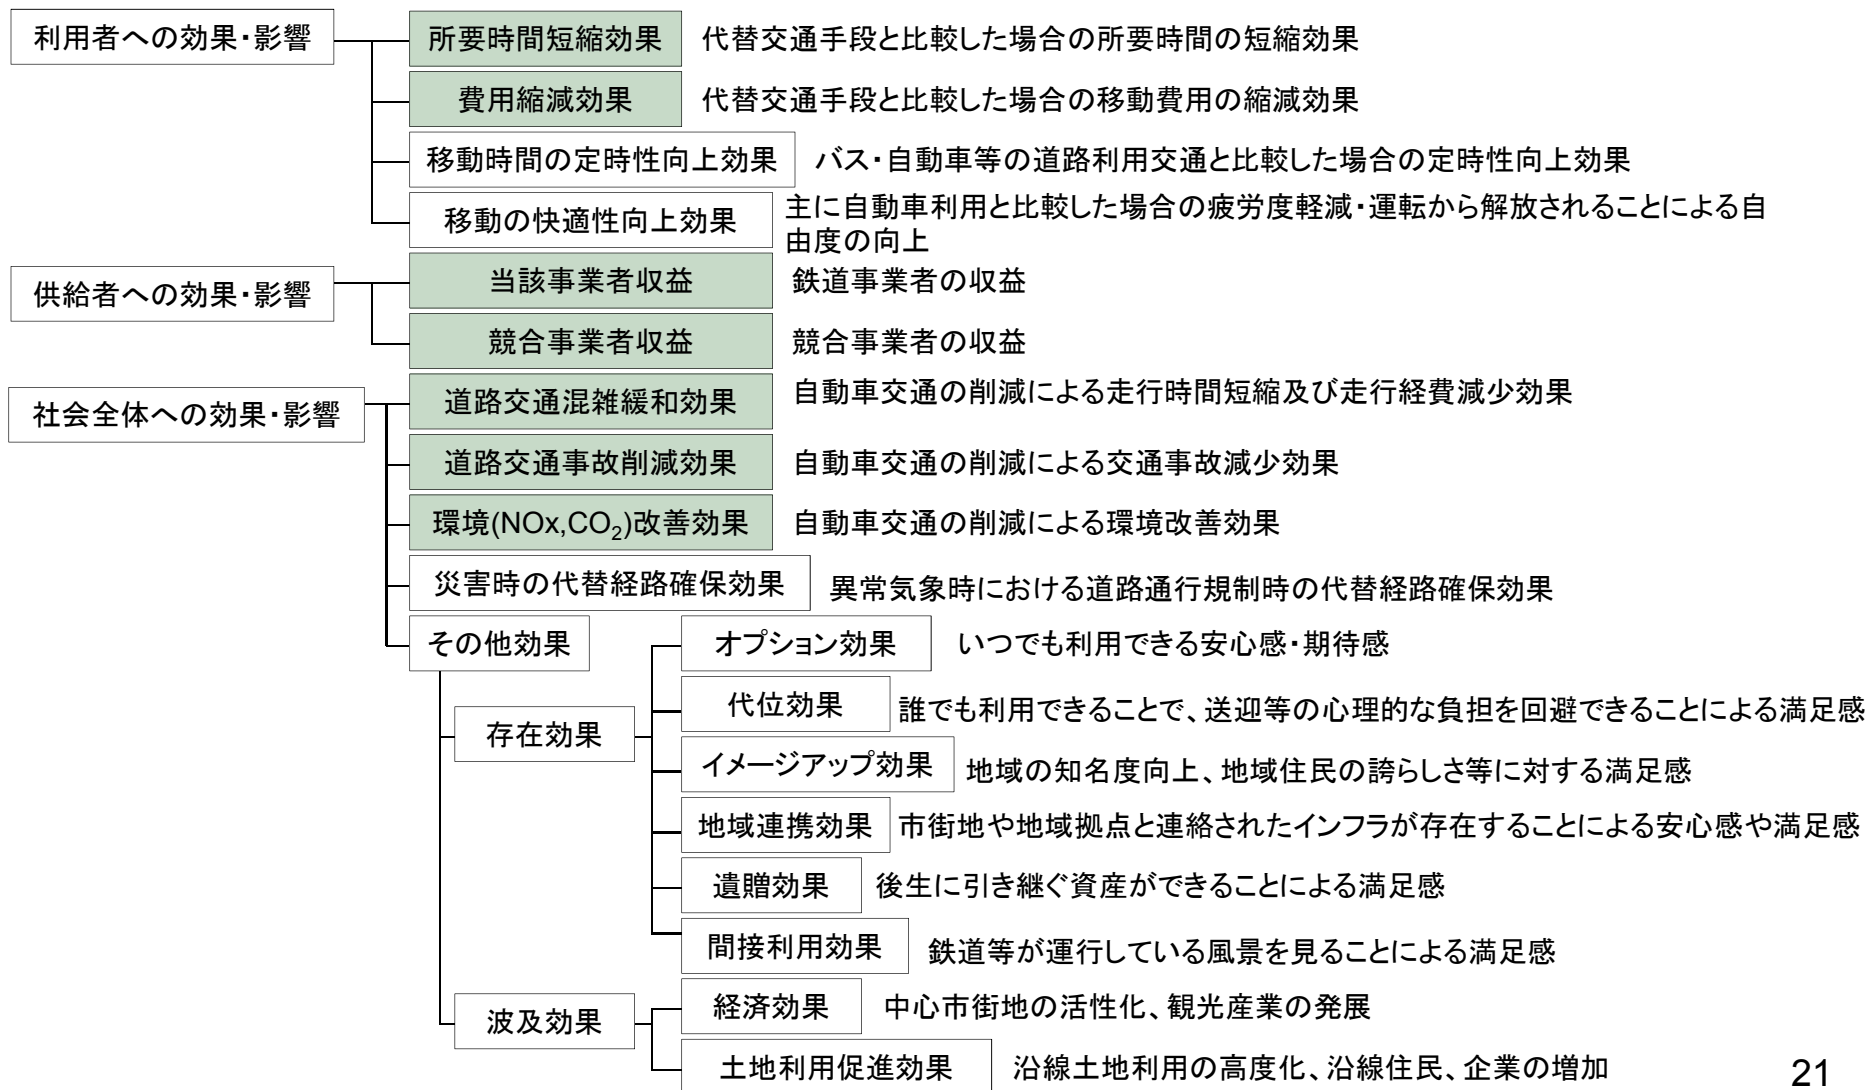 利用者への効果・影響
所要時間短縮効果
代替交通手段と比較した場合の所要時間の短縮効果
費用縮減効果
代替交通手段と比較した場合の移動費用の縮減効果
移動時間の定時性向上効果
バス・自動車等の道路利用交通と比較した場合の定時性向上効果
移動の快適性向上効果
主に自動車利用と比較した場合の疲労度軽減・運転から解放されることによる自
由度の向上
供給者への効果・影響
当該事業者収益
鉄道事業者の収益
競合事業者収益
競合事業者の収益
社会全体への効果・影響
道路交通混雑緩和効果
自動車交通の削減による走行時間短縮及び走行経費減少効果
道路交通事故削減効果
自動車交通の削減による交通事故減少効果
環境(NOx,CO₂)改善効果
自動車交通の削減による環境改善効果
災害時の代替経路確保効果
異常気象時における道路通行規制時の代替経路確保効果
その他効果
存在効果
オプション効果
いつでも利用できる安心感・期待感
代位効果
誰でも利用できることで、送迎等の心理的な負担を回避できることによる満足感
イメージアップ効果
地域の知名度向上、地域住民の誇らしさ等に対する満足感
地域連携効果
市街地や地域拠点と連絡されたインフラが存在することによる安心感や満足感
遺贈効果
後生に引き継ぐ資産ができることによる満足感
間接利用効果
鉄道等が運行している風景を見ることによる満足感
波及効果
経済効果
中心市街地の活性化、観光産業の発展
土地利用促進効果
沿線土地利用の高度化、沿線住民、企業の増加
21